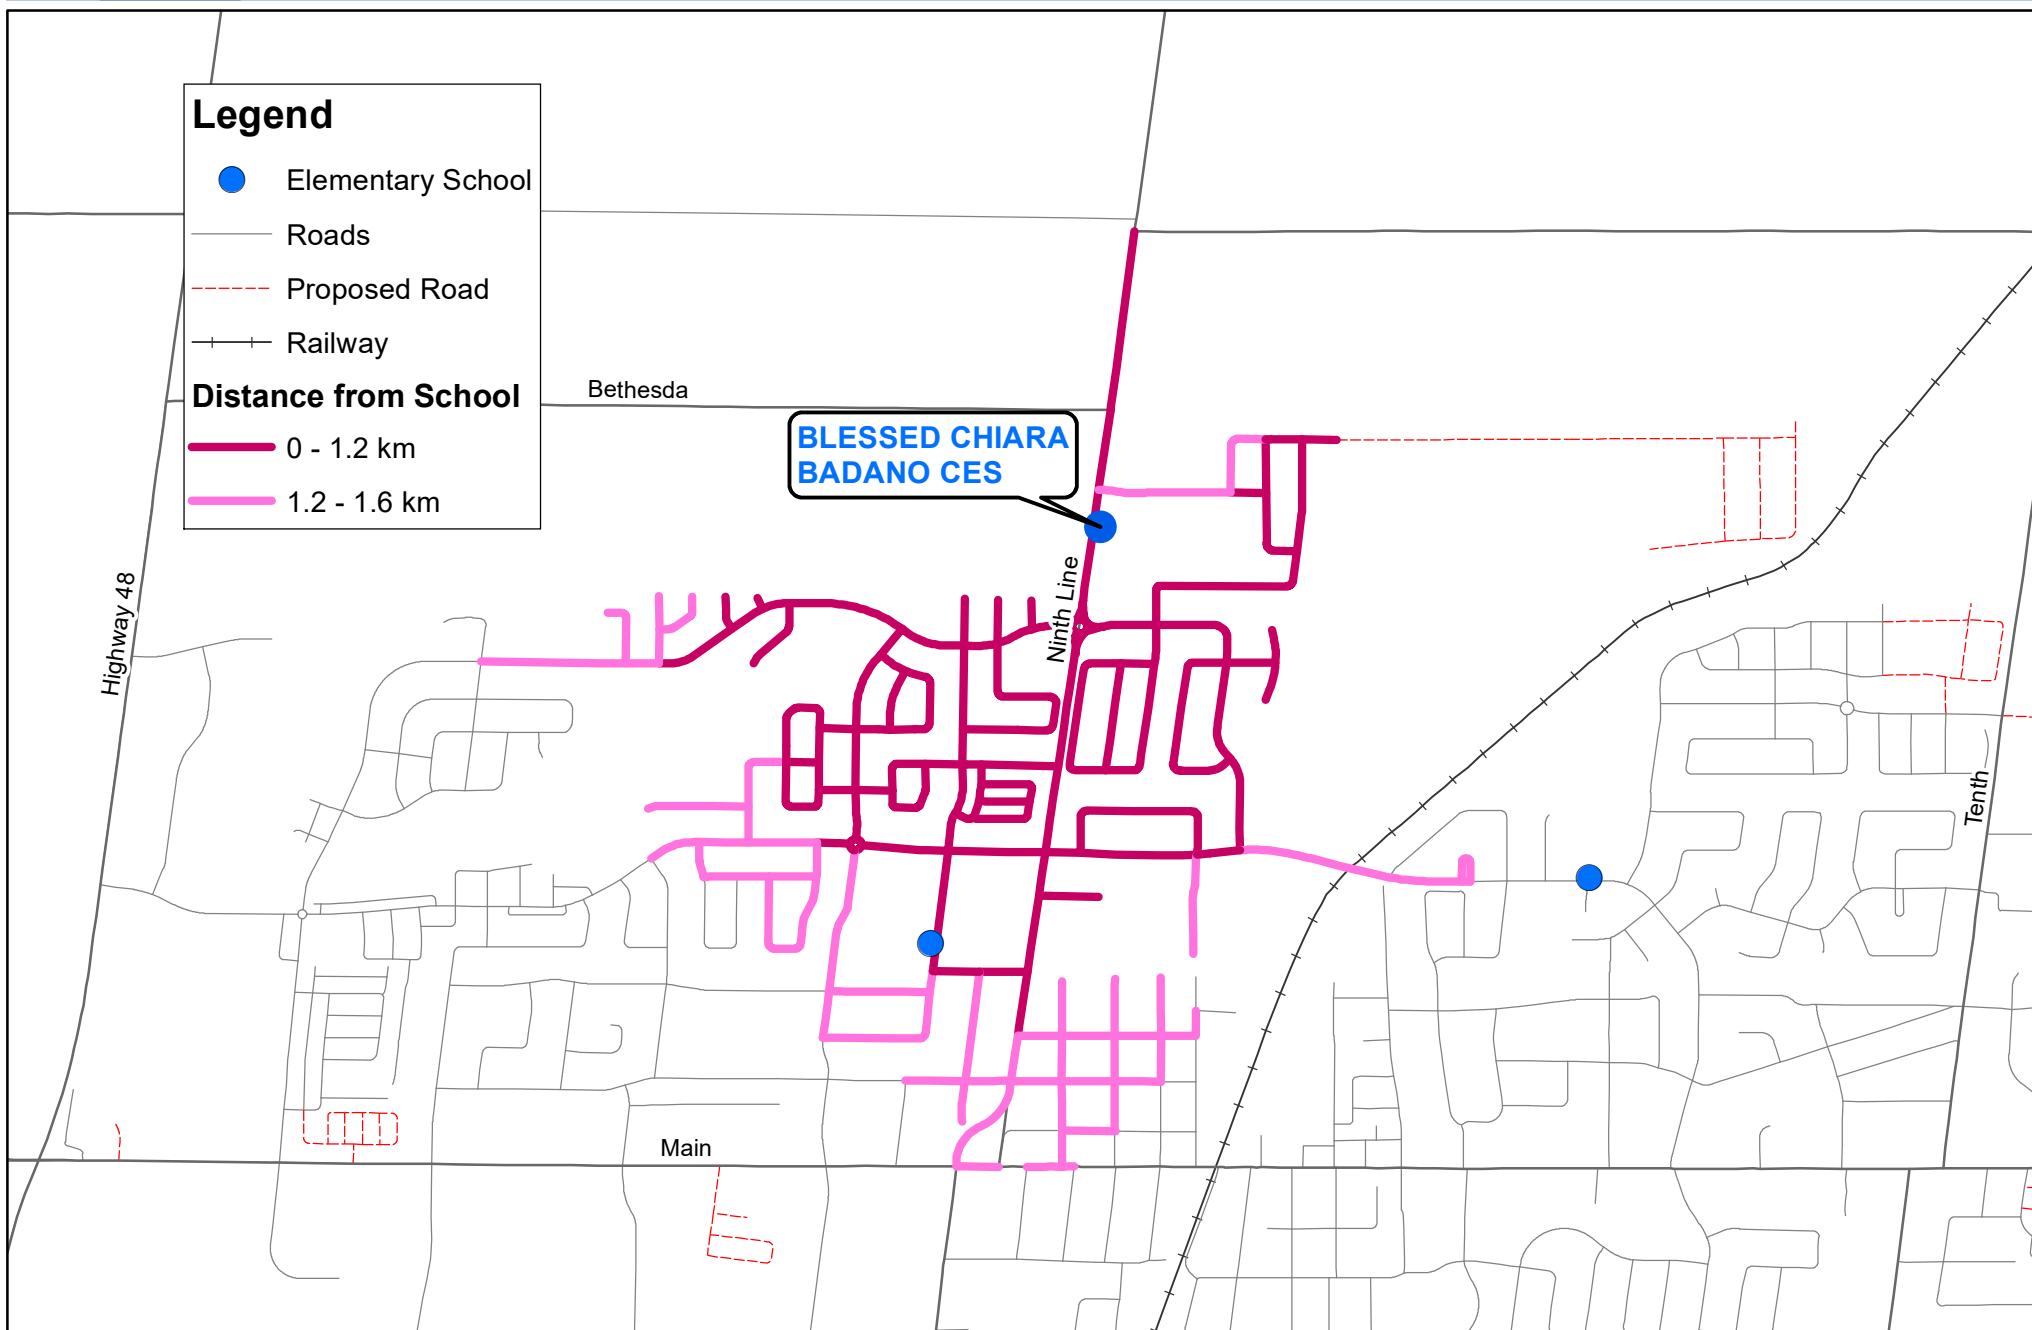 Legend
Elementary School
Roads
Proposed Road
Railway
Distance from School
0 - 1.2 km
1.2 - 1.6 km
Bethesda
BLESSED CHIARA
BADANO CES
Highway 48
Ninth Line
Tenth
Main